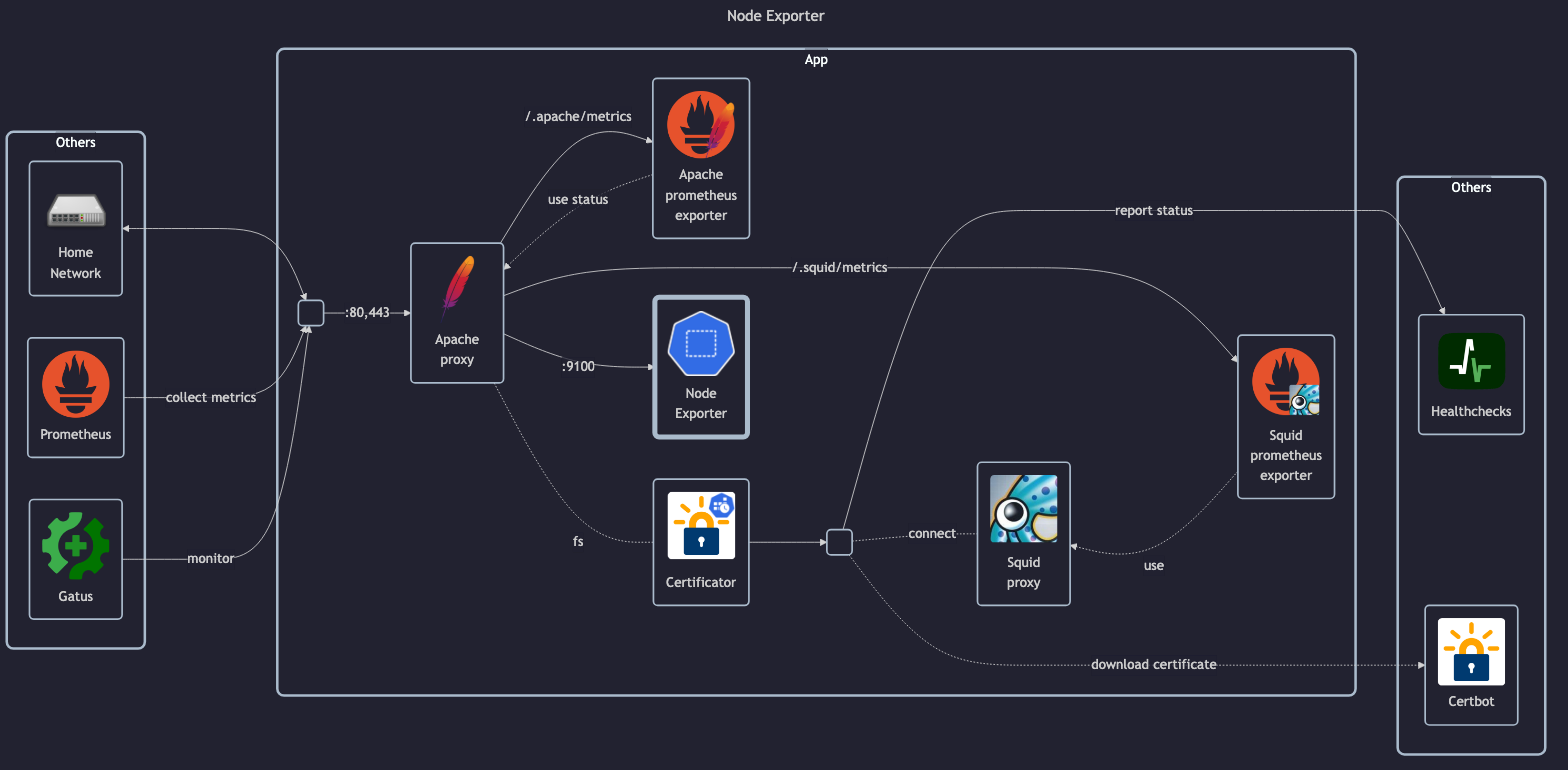 Node Exporter
App
Others
Home
Network
Prometheus
collect metrics
Gatus
monitor
:80,443
Apache
proxy
/.apache/metrics
use status
Apache
prometheus
exporter
/.squid/metrics
:9100
Node
Exporter
fs
Certificator
connect
Squid
proxy
use
Squid
prometheus
exporter
report status
download certificate
Others
Healthchecks
Certbot